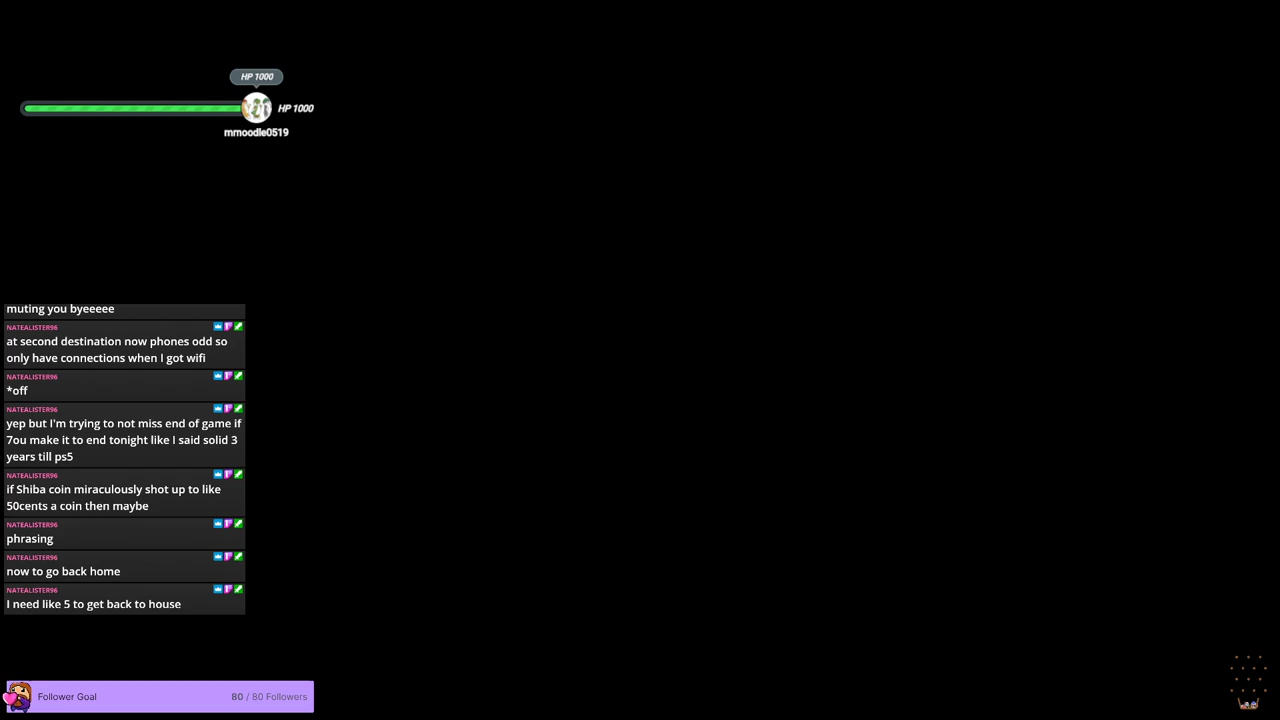 HP 1000
HP 1000
mmoodle0519
muting you byeeeee
NATEALISTER96
at second destination now phones odd so
only have connections when I got wifi
NATEALISTER96
*off
NATEALISTER96
yep but I'm trying to not miss end of game if
7ou make it to end tonight like I said solid 3
years till ps5
NATEALISTER96
if Shiba coin miraculously shot up to like
50cents a coin then maybe
NATEALISTER96
phrasing
NATEALISTER96
now to go back home
NATEALISTER96
I need like 5 to get back to house
Follower Goal 80 / 80 Followers